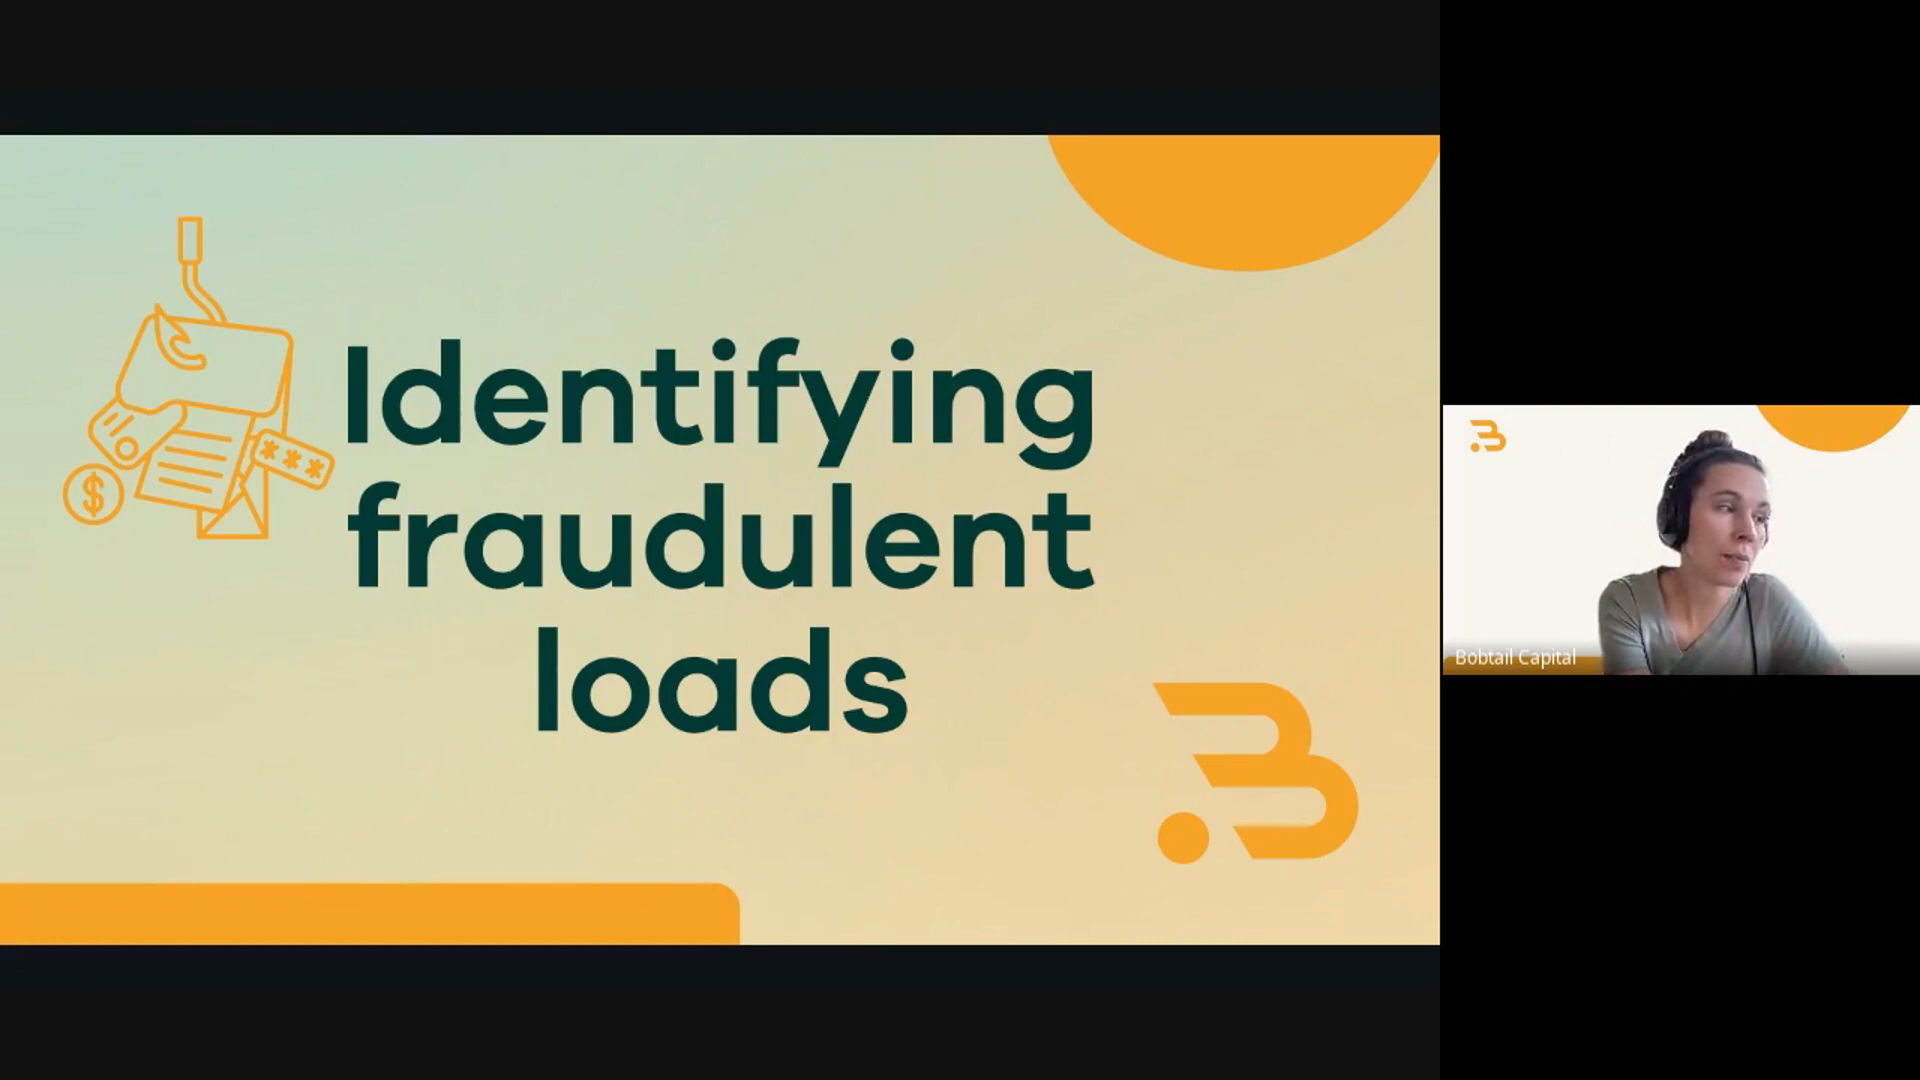 Identifying
fraudulent
loads
$
***
Bobtail Capital